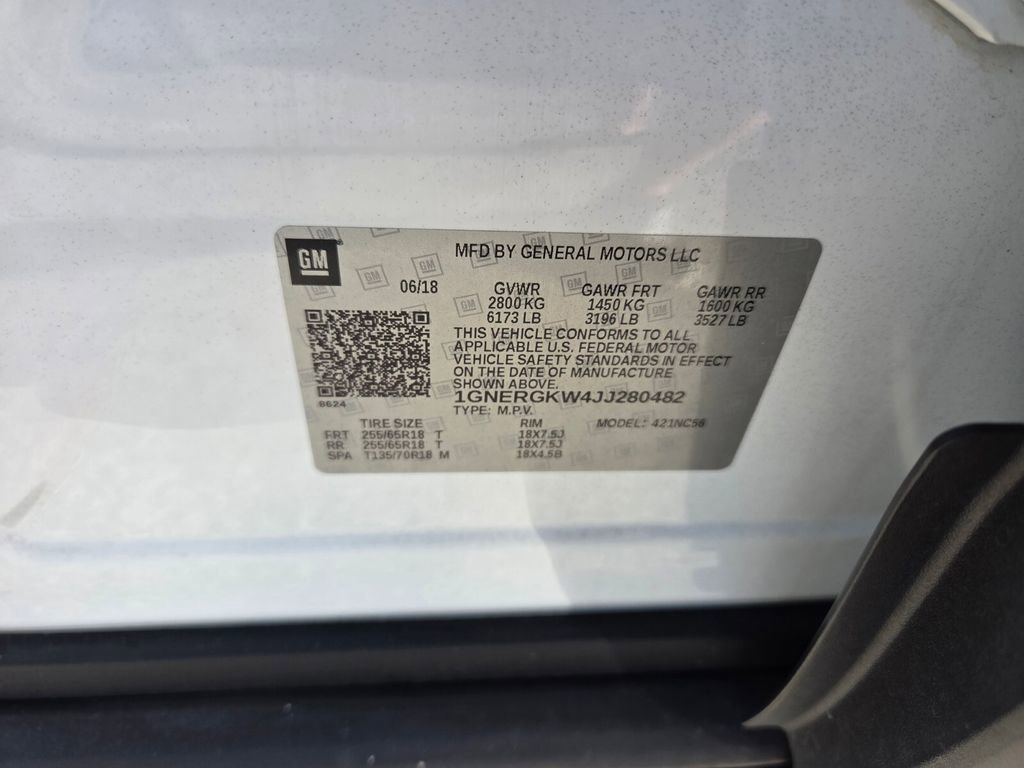 GM
MFD BY GENERAL MOTORS LLC
06/18 GVWR GAWR FRT GAWR RR
2800 KG 1450 KG 1600 KG
6173 LB 3196 LB 3527 LB
THIS VEHICLE CONFORMS TO ALL
APPLICABLE U.S. FEDERAL MOTOR
VEHICLE SAFETY STANDARDS IN EFFECT
ON THE DATE OF MANUFACTURE
SHOWN ABOVE.
8624
1GNERGKW4JJ280482
TYPE: M.P.V.
TIRE SIZE RIM MODEL: 421NC56
FRT 255/65R18 T 18X7.5J
RR 255/65R18 T 18X7.5J
SPA T135/70R18 M 18X4.5B